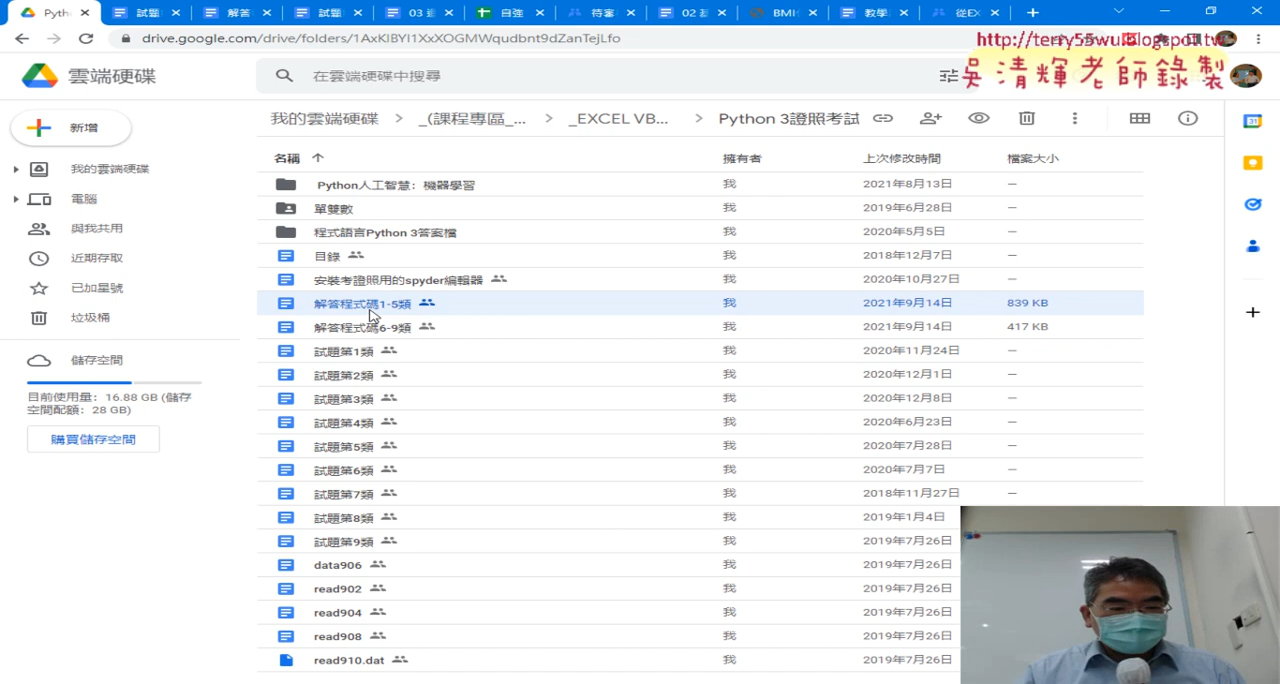 Pyth
試題
解答
試題
03 迴
自強
待審
02 政
BMI
教學
從EX
drive.google.com/drive/folders/1AxKlBYI1XxXOGMWqudbnt9dZanTejLfo
http://terry55wu.blogspot.tw
吳清輝老師錄製
雲端硬碟
在雲端硬碟中搜尋
新增
我的雲端硬碟 > _(課程專區_... > _EXCEL VB... > Python 3證照考試
我的雲端硬碟
電腦
與我共用
近期存取
已加星號
垃圾桶
儲存空間
目前使用量：16.88 GB (儲存
空間配額：28 GB)
購買儲存空間
名稱 ↑ 擁有者 上次修改時間 檔案大小
Python人工智慧：機器學習 我 2021年8月13日 —
單雙數 我 2019年6月28日 —
程式語言Python 3答案檔 我 2020年5月5日 —
目錄 我 2018年12月7日 —
安裝考證照用的spyder編輯器 我 2020年10月27日 —
解答程式碼1-5類 我 2021年9月14日 839 KB
解答程式碼6-9類 我 2021年9月14日 417 KB
試題第1類 我 2020年11月24日 —
試題第2類 我 2020年12月1日 —
試題第3類 我 2020年12月8日 —
試題第4類 我 2020年6月23日 —
試題第5類 我 2020年7月28日 —
試題第6類 我 2020年7月7日 —
試題第7類 我 2018年11月27日 —
試題第8類 我 2019年1月4日 —
試題第9類 我 2019年7月26日
data906 我 2019年7月26日
read902 我 2019年7月26日
read904 我 2019年7月26日
read908 我 2019年7月26日
read910.dat 我 2019年7月26日